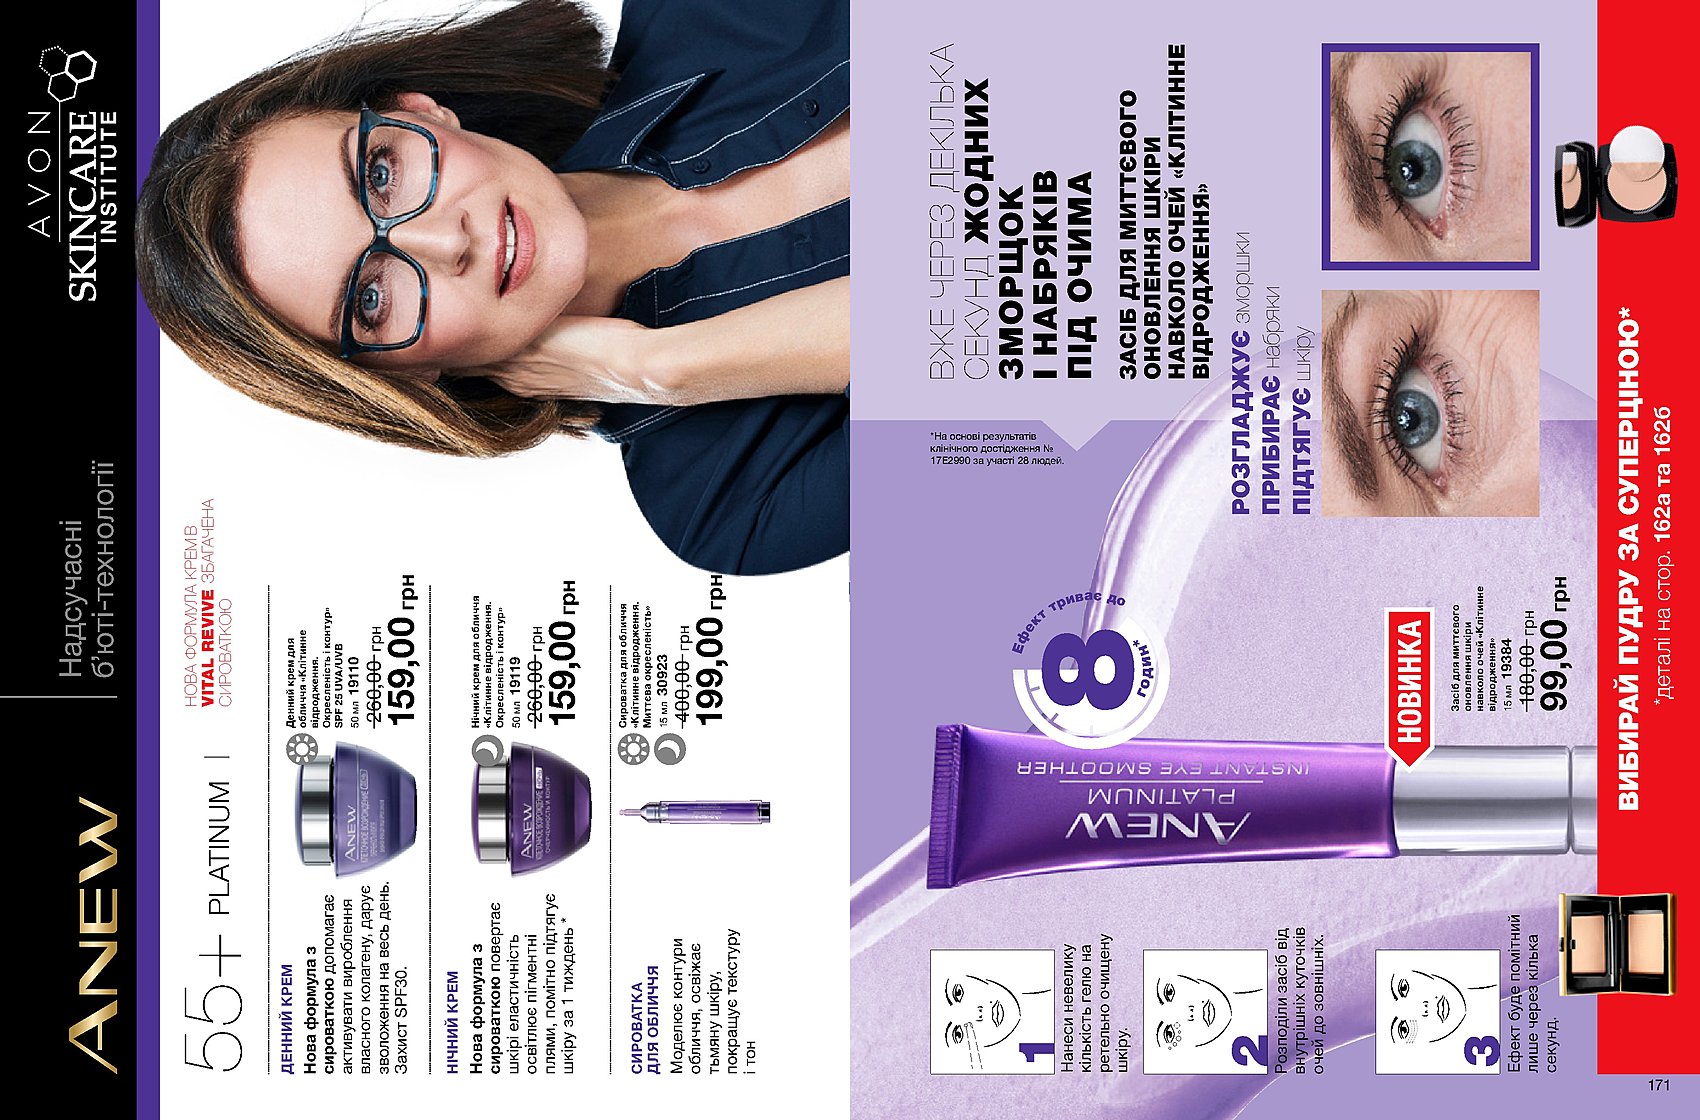 ANEW
Надсучасні
б'юті-технології
AVON
SKINCARE
INSTITUTE
55+ PLATINUM
НОВА ФОРМУЛА КРЕМ В
VITAL REVIVE ЗБАГАЧЕНА
СИРОВАТКОЮ
ДЕННИЙ КРЕМ
Нова формула з
сироваткою допомагає
активувати вироблення
власного колагену, дарує
зволоження на весь день.
Захист SPF30.
Денний крем для
обличчя «Клітинне
відродження.
Окресленість і контур»
SPF 25 UVA/UVB
50 мл 19110
260,00 грн
159,00 грн
НІЧНИЙ КРЕМ
Нова формула з
сироваткою повертає
шкірі еластичність
освітлює пігментні
плями, помітно підтягує
шкіру за 1 тиждень*
ANEW
Нічний крем для обличчя
«Клітинне відродження.
Окресленість і контур»
50 мл 19119
260,00 грн
159,00 грн
СИРОВАТКА
ДЛЯ ОБЛИЧЧЯ
Моделює контури
обличчя, освіжає
тьмяну шкіру,
покращує текстуру
і тон
Сироватка для обличчя
«Клітинне відродження.
Миттєва окресленість»
15 мл 30923
400,00 грн
199,00 грн
ВЖЕ ЧЕРЕЗ ДЕКІЛЬКА
СЕКУНД ЖОДНИХ
ЗМОРЩОК
І НАБРЯКІВ
ПІД ОЧИМА
ЗАСІБ ДЛЯ МИТТЄВОГО
ОНОВЛЕННЯ ШКІРИ
НАВКОЛО ОЧЕЙ «КЛІТИННЕ
ВІДРОДЖЕННЯ»
*На основі результатів
клінічного достідження №
17E2990 за участі 28 людей.
РОЗГЛАДЖУЄ зморшки
ПРИБИРАЄ набряки
ПІДТЯГУЄ шкіру
Ефект триває до
8
годин*
ANEW
PLATINUM
INSTANT EYE SMOOTHER
НОВИНКА
Засіб для миттєвого
оновлення шкіри
навколо очей «Клітинне
відродження»
15 мл 19384
180,00 грн
99,00 грн
1
Нанеси невелику
кількість гелю на
ретельно очищену
шкіру.
2
Розподіли засіб від
внутрішніх куточків
очей до зовнішніх.
3
Ефект буде помітний
лише через кілька
секунд.
ВИБИРАЙ ПУДРУ ЗА СУПЕРЦІНОЮ*
*деталі на стор. 162а та 162б
171